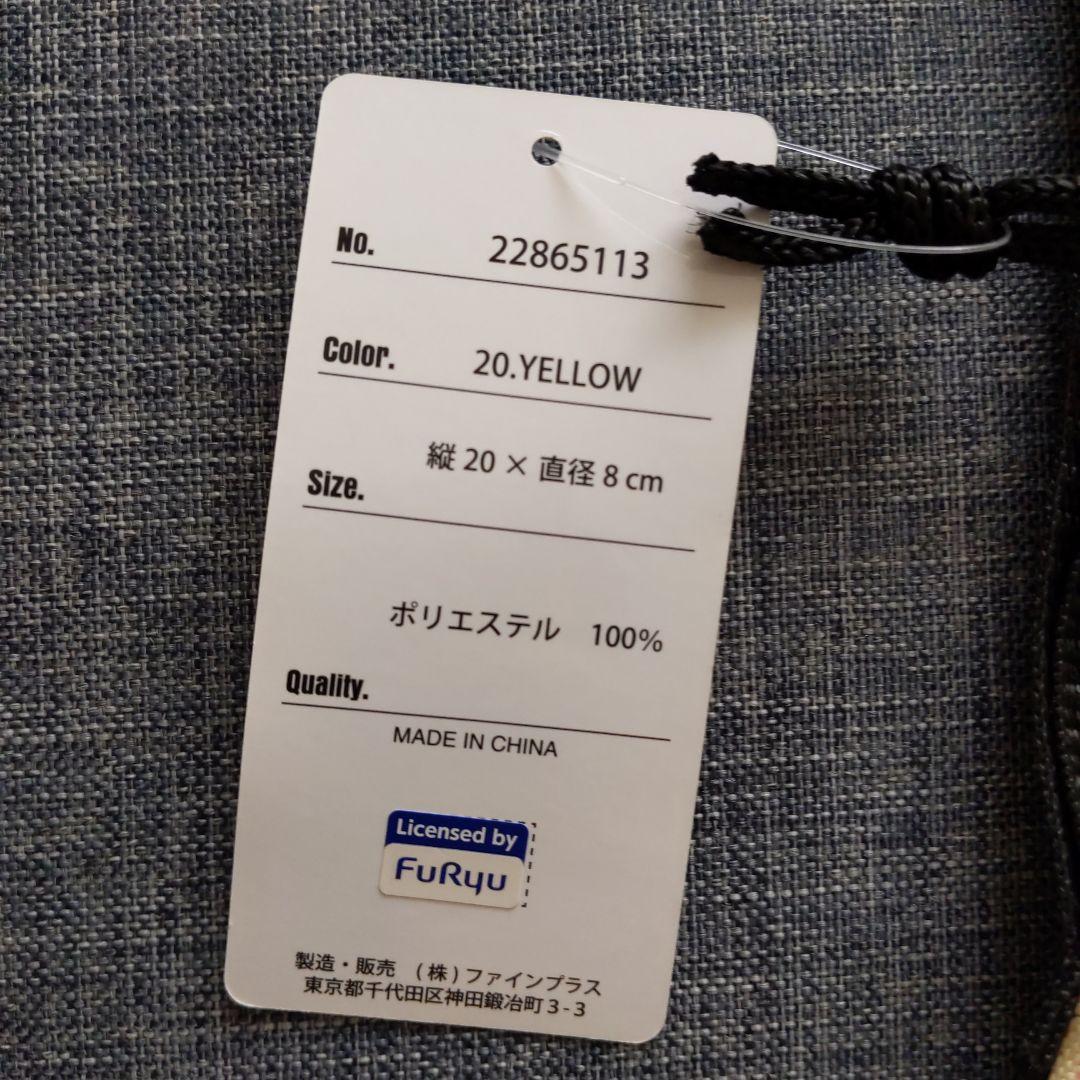 No. 22865113
Color. 20.YELLOW
縦 20 × 直径 8 cm
Size.
ポリエステル 100%
Quality.
MADE IN CHINA
Licensed by
FuRyu
製造・販売 (株)ファインプラス
東京都千代田区神田鍛冶町 3 - 3